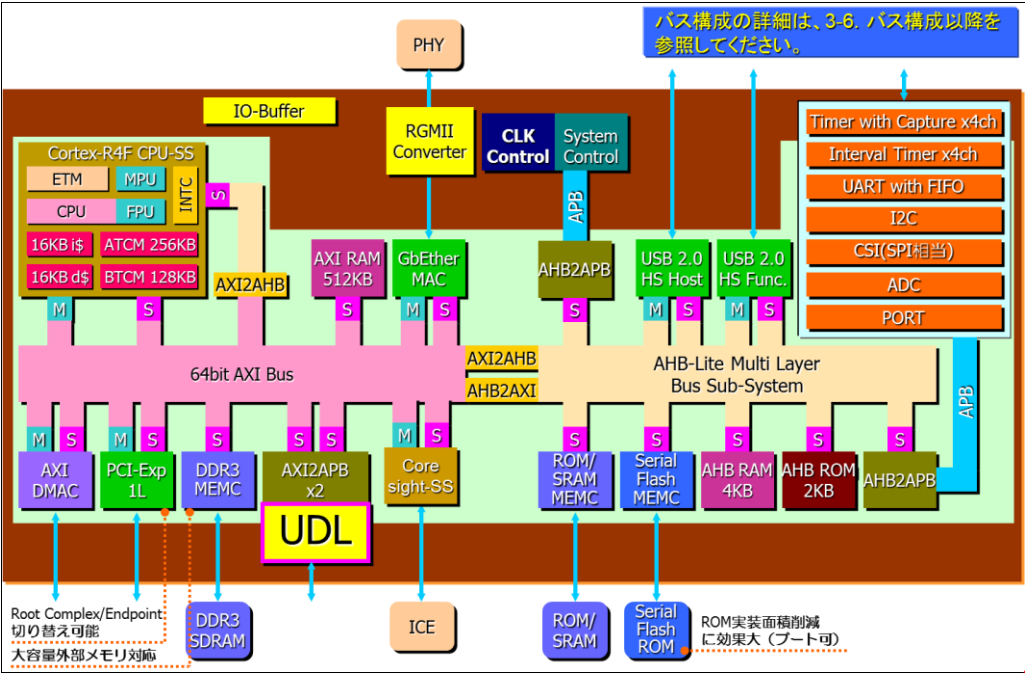 バス構成の詳細は、3-6. バス構成以降を
参照してください。
PHY
IO-Buffer
RGMII
Converter
CLK
Control
System
Control
Timer with Capture x4ch
Interval Timer x4ch
UART with FIFO
I2C
CSI(SPI相当)
ADC
PORT
Cortex-R4F CPU-SS
ETM
MPU
INTC
S
CPU
FPU
16KB i$
ATCM 256KB
16KB d$
BTCM 128KB
AXI2AHB
AXI RAM
512KB
GbEther
MAC
APB
AHB2APB
USB 2.0
HS Host
USB 2.0
HS Func.
M
S
S
M
S
S
M
S
M
S
64bit AXI Bus
AXI2AHB
AHB2AXI
AHB-Lite Multi Layer
Bus Sub-System
APB
M
S
M
S
S
S
S
M
S
S
S
S
S
S
AXI
DMAC
PCI-Exp
1L
DDR3
MEMC
AXI2APB
x2
Core
sight-SS
ROM/
SRAM
MEMC
Serial
Flash
MEMC
AHB RAM
4KB
AHB ROM
2KB
AHB2APB
UDL
Root Complex/Endpoint
切り替え可能
大容量外部メモリ対応
DDR3
SDRAM
ICE
ROM/
SRAM
Serial
Flash
ROM
ROM実装面積削減
に効果大（ブート可）